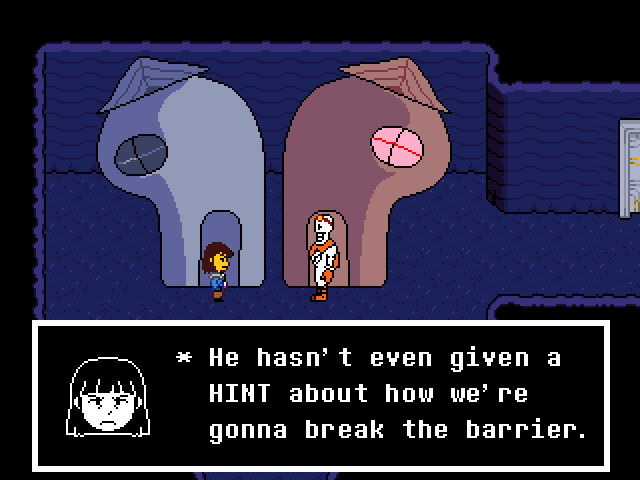 * He hasn't even given a
HINT about how we're
gonna break the barrier.